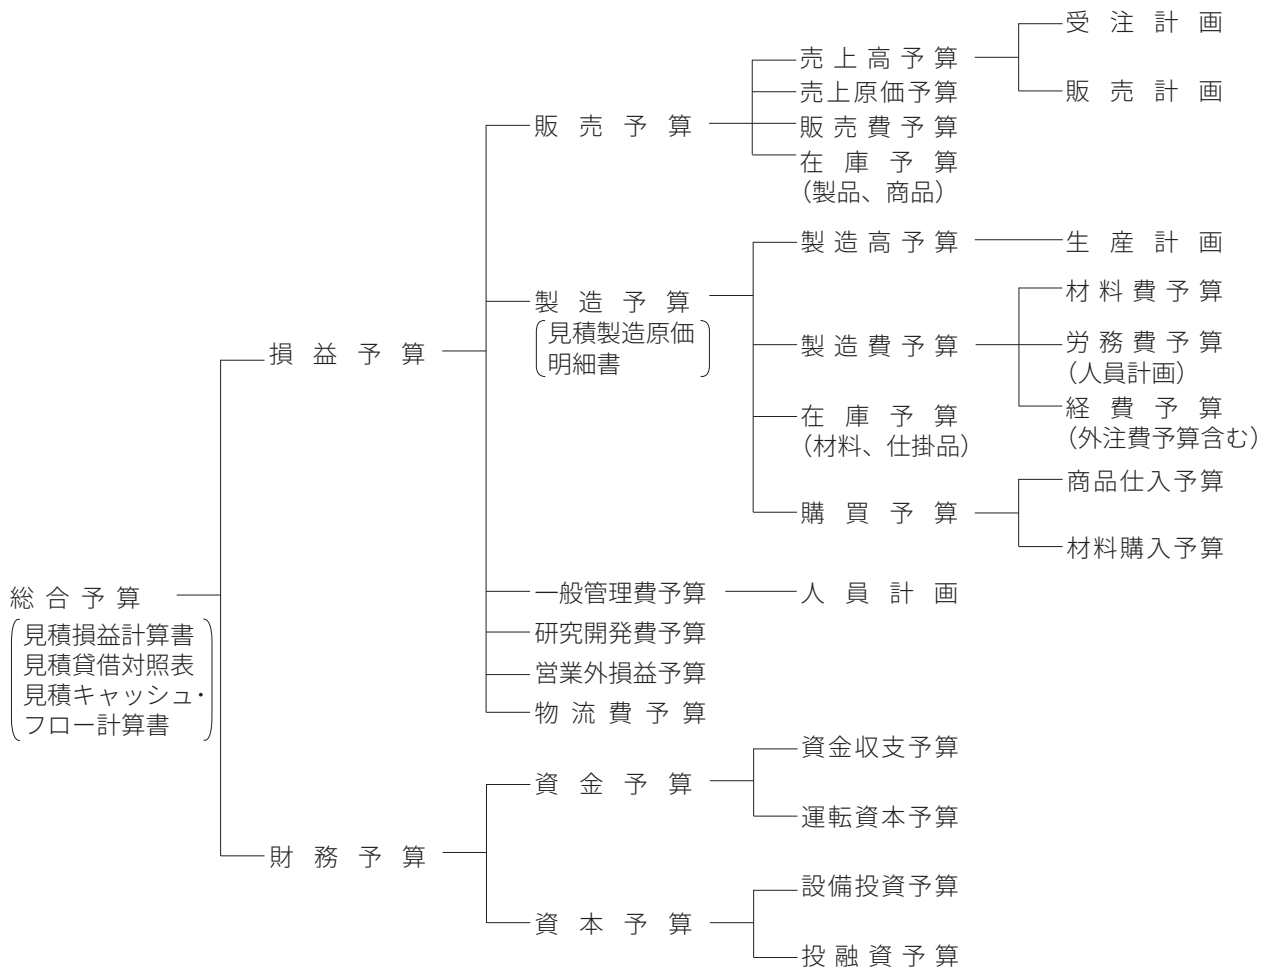 受注計画
売上高予算
売上原価予算
販売計画
販売予算
販売費予算
在庫予算
（製品、商品）
製造高予算
生産計画
材料費予算
製造予算
見積製造原価
明細書
製造費予算
労務費予算
（人員計画）
損益予算
経費予算
（外注費予算含む）
在庫予算
（材料、仕掛品）
商品仕入予算
購買予算
材料購入予算
総合予算
見積損益計算書
見積貸借対照表
見積キャッシュ・
フロー計算書
一般管理費予算
人員計画
研究開発費予算
営業外損益予算
物流費予算
資金収支予算
資金予算
運転資本予算
財務予算
設備投資予算
資本予算
投融資予算